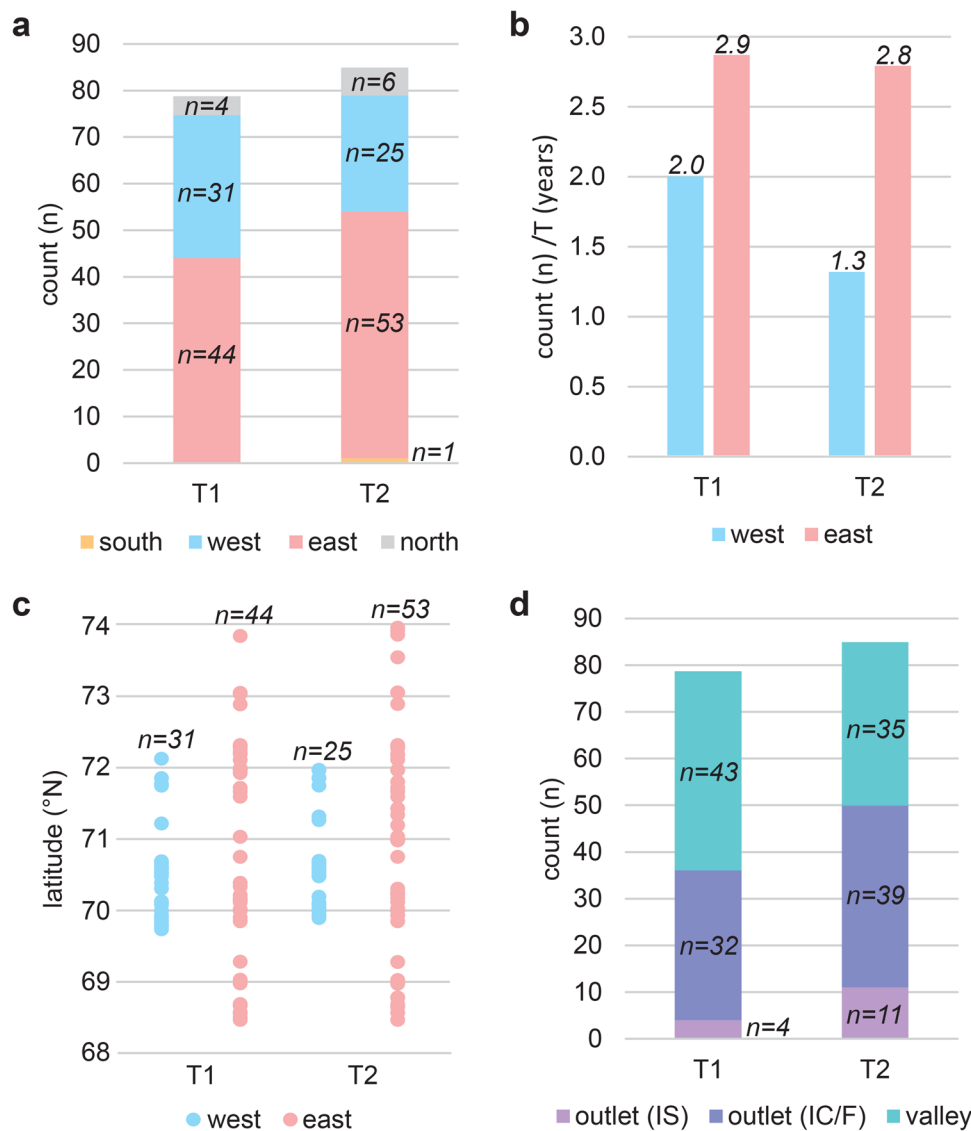 a
count (n)
90
80
70
60
50
40
30
20
10
0
n=4
n=31
n=44
n=6
n=25
n=53
n=1
T1 T2
south west east north
b
count (n) /T (years)
3.0
2.5
2.0
1.5
1.0
0.5
0.0
2.0
2.9
1.3
2.8
T1 T2
west east
c
latitude (°N)
74
73
72
71
70
69
68
n=31
n=44
n=25
n=53
T1 T2
west east
d
count (n)
90
80
70
60
50
40
30
20
10
0
n=43
n=32
n=4
n=35
n=39
n=11
T1 T2
outlet (IS) outlet (IC/F) valley